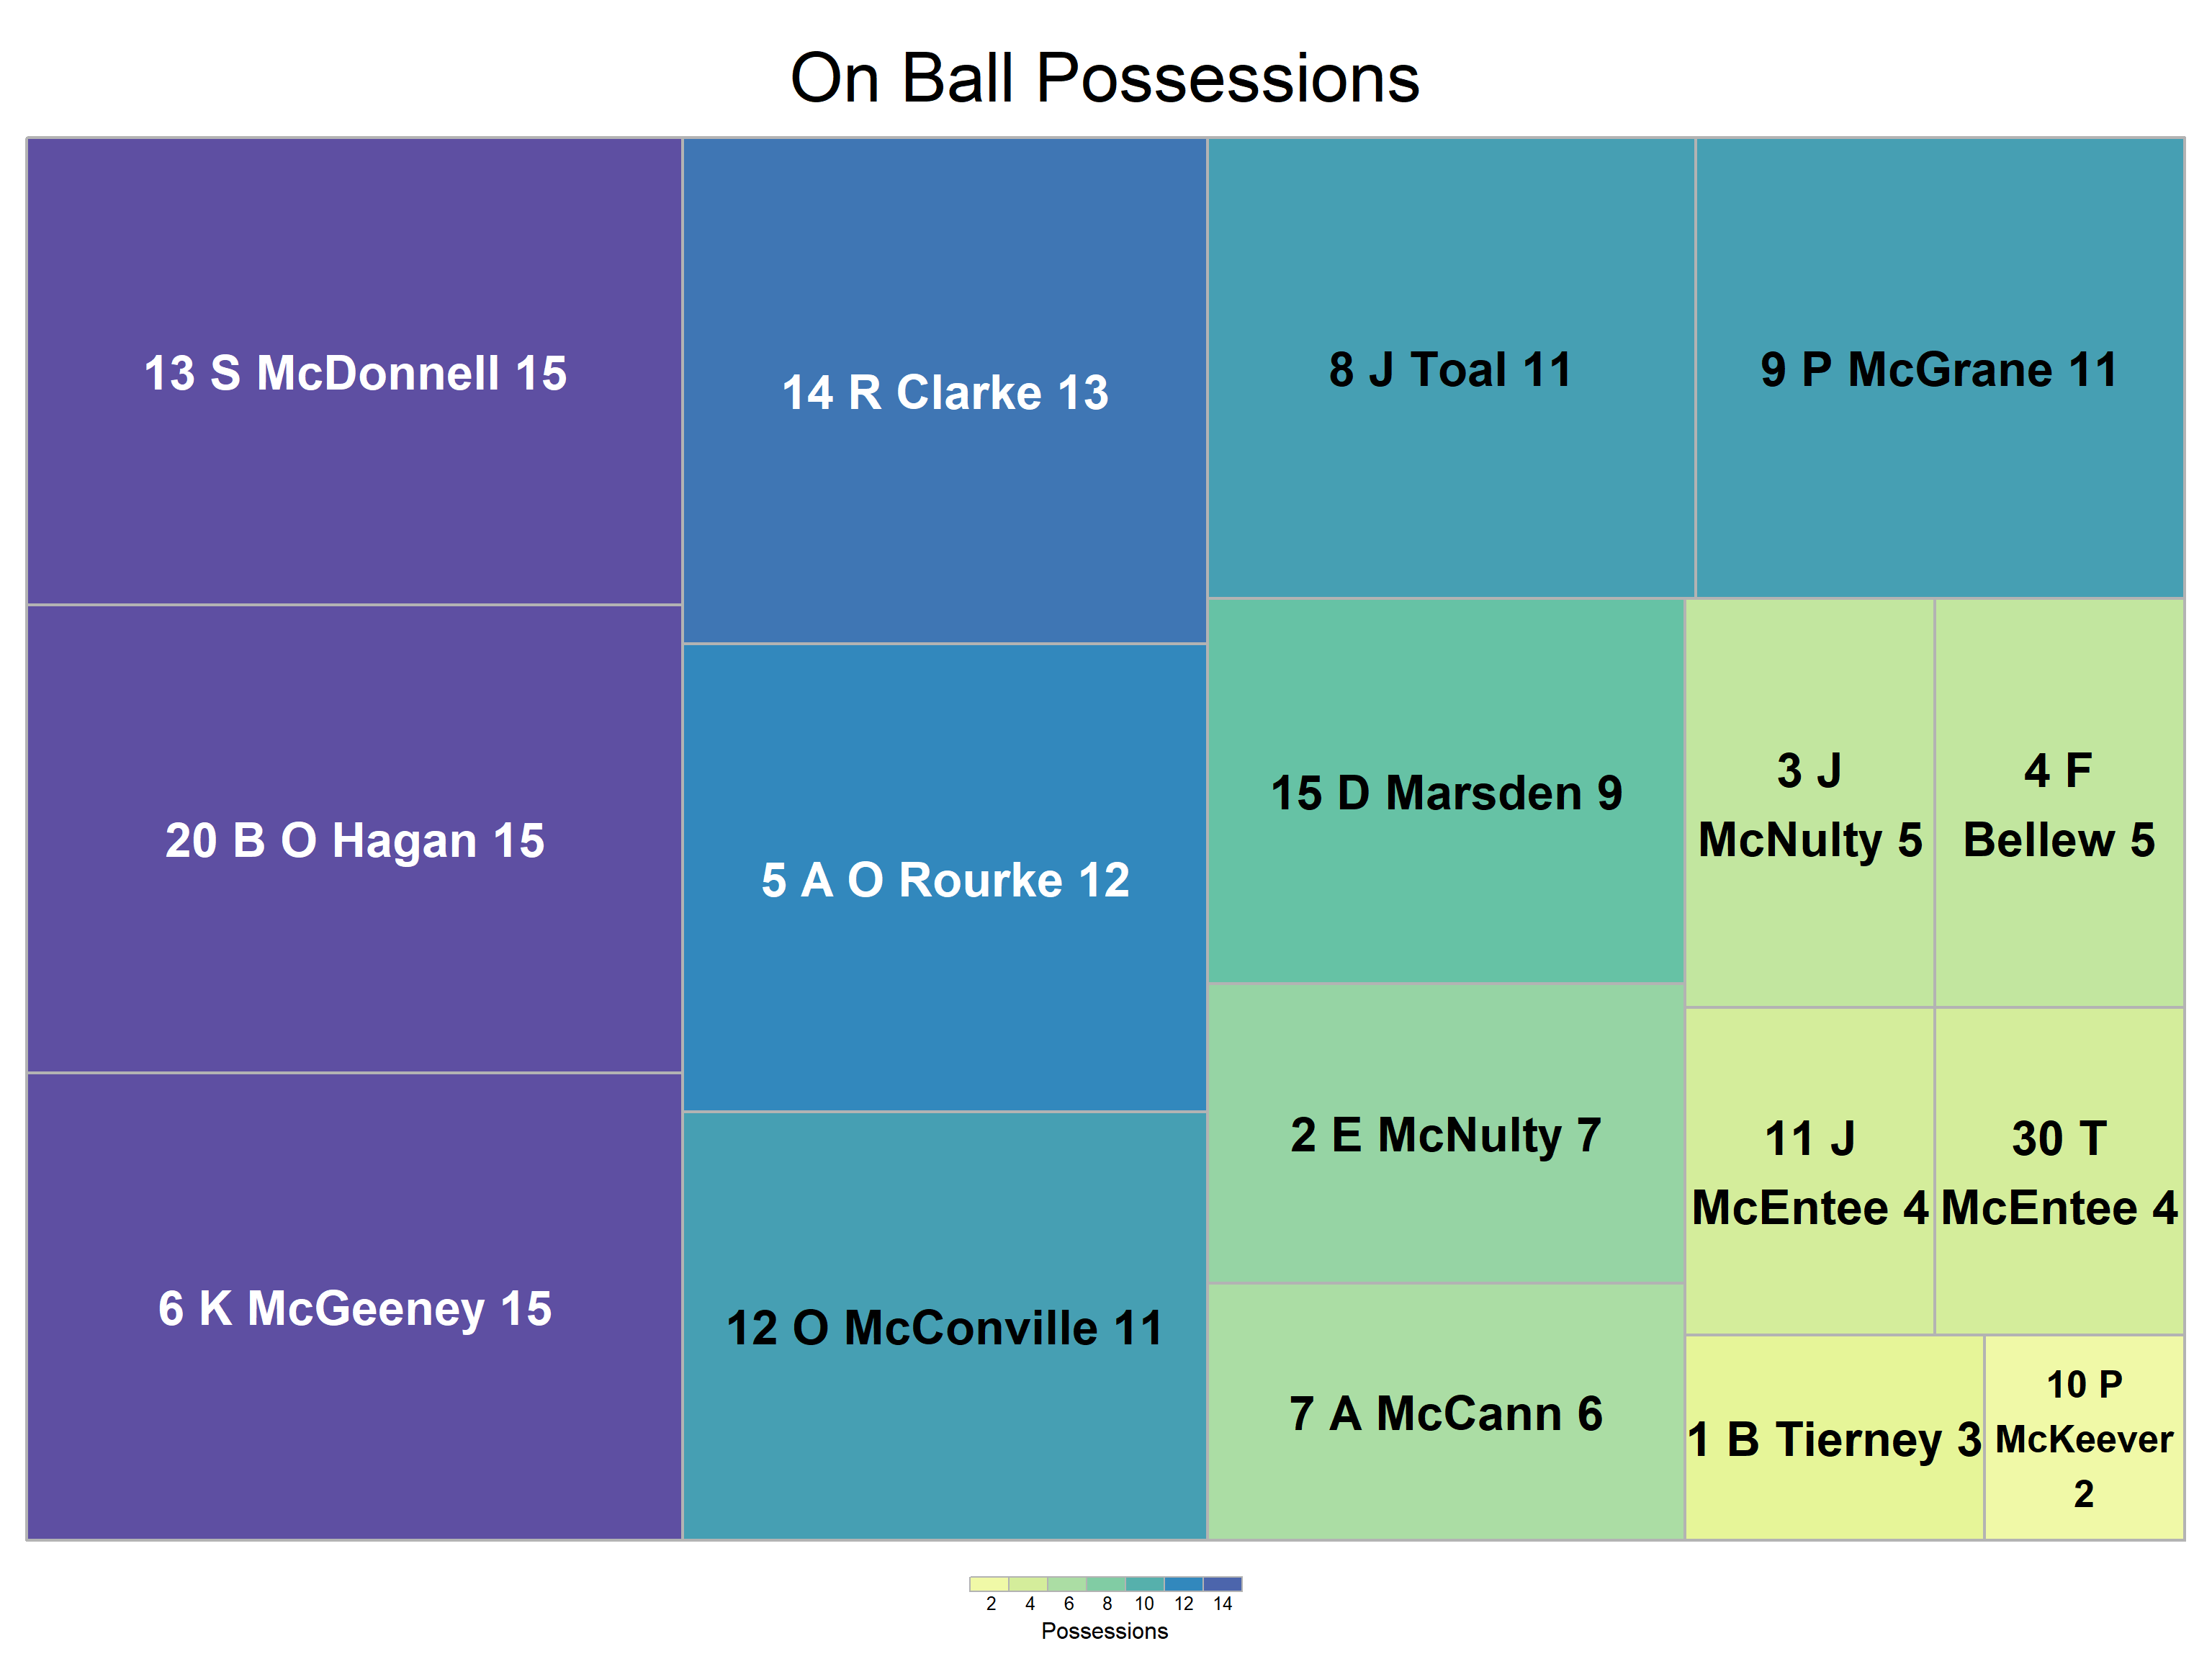 On Ball Possessions
13 S McDonnell 15
20 B O Hagan 15
6 K McGeeney 15
14 R Clarke 13
5 A O Rourke 12
12 O McConville 11
8 J Toal 11
9 P McGrane 11
15 D Marsden 9
2 E McNulty 7
7 A McCann 6
3 J
McNulty 5
4 F
Bellew 5
11 J
McEntee 4
30 T
McEntee 4
1 B Tierney 3
10 P
McKeever
2
2 4 6 8 10 12 14
Possessions